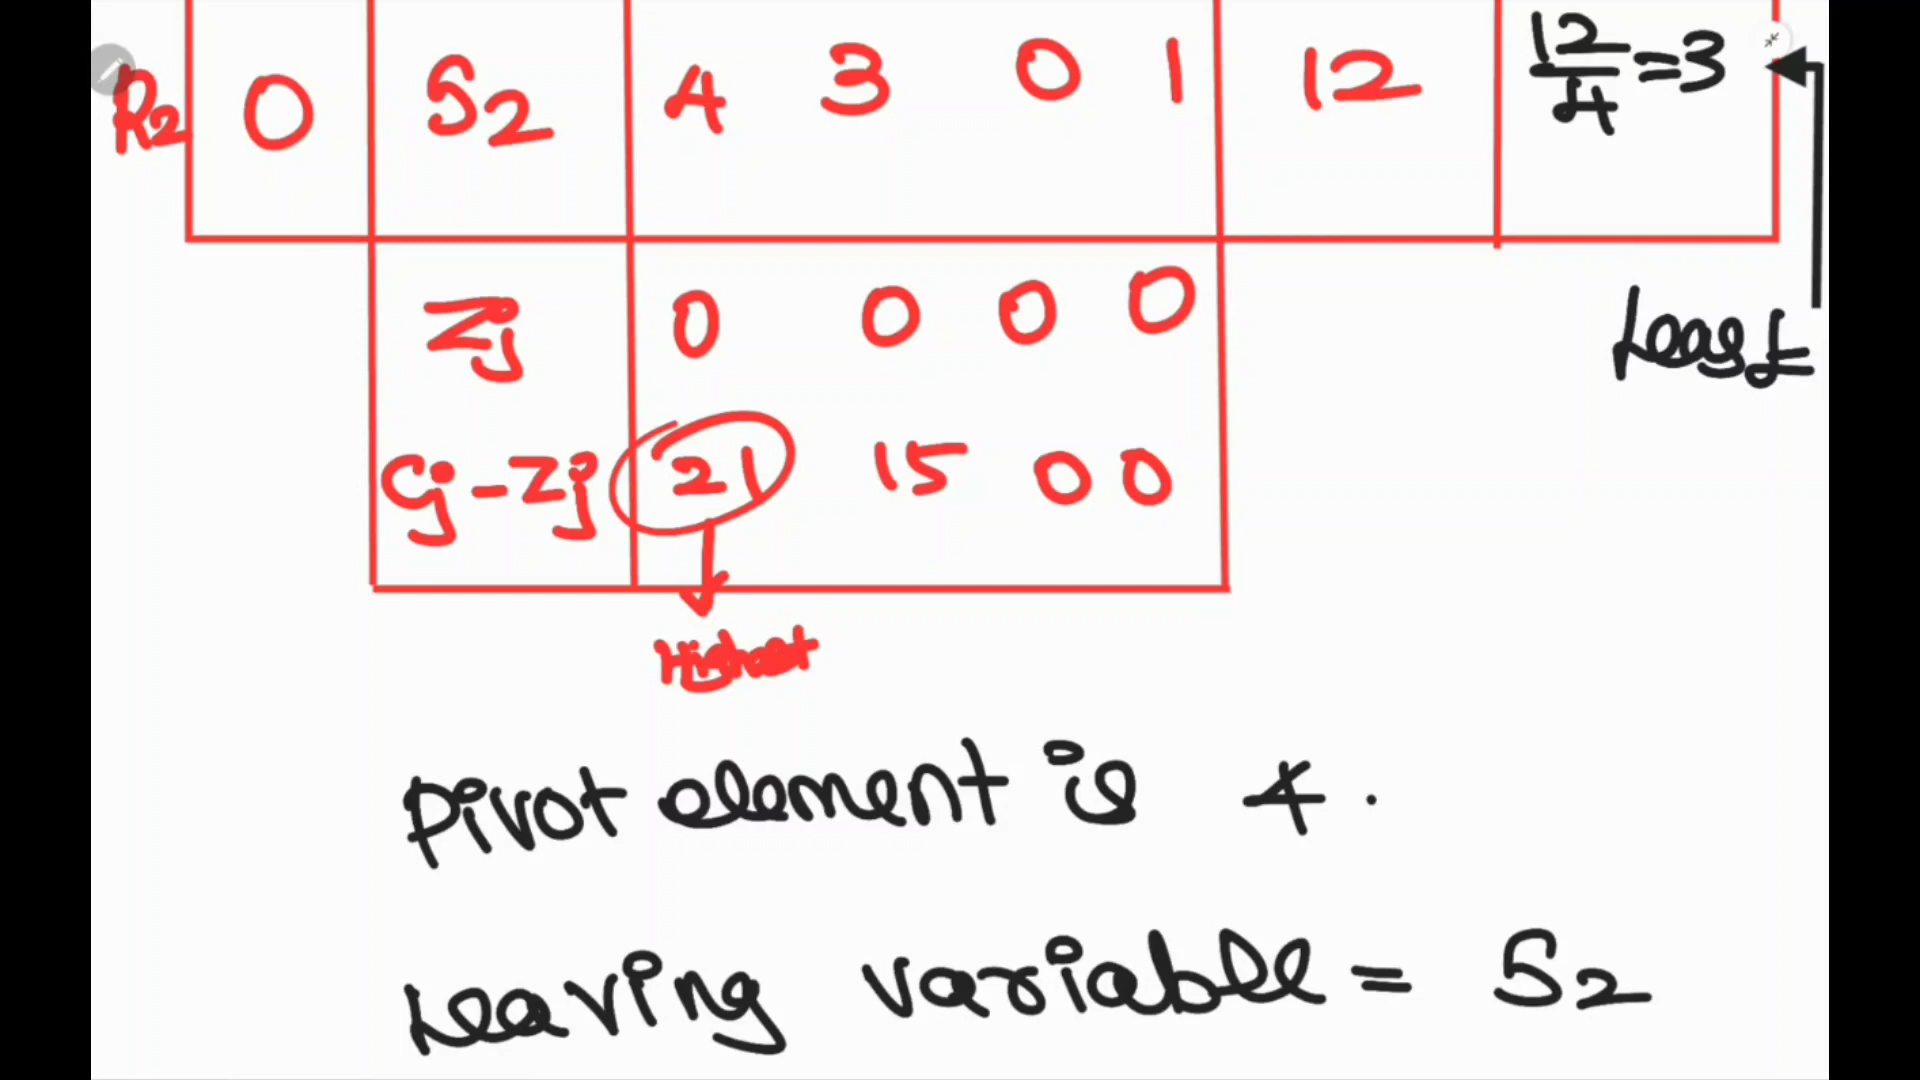 R2 0 S2 4 3 0 1 12 12/4 = 3
Zj 0 0 0 0
Least
Cj - Zj 21 15 0 0
Highest
Pivot element is 4.
Leaving variable = S2